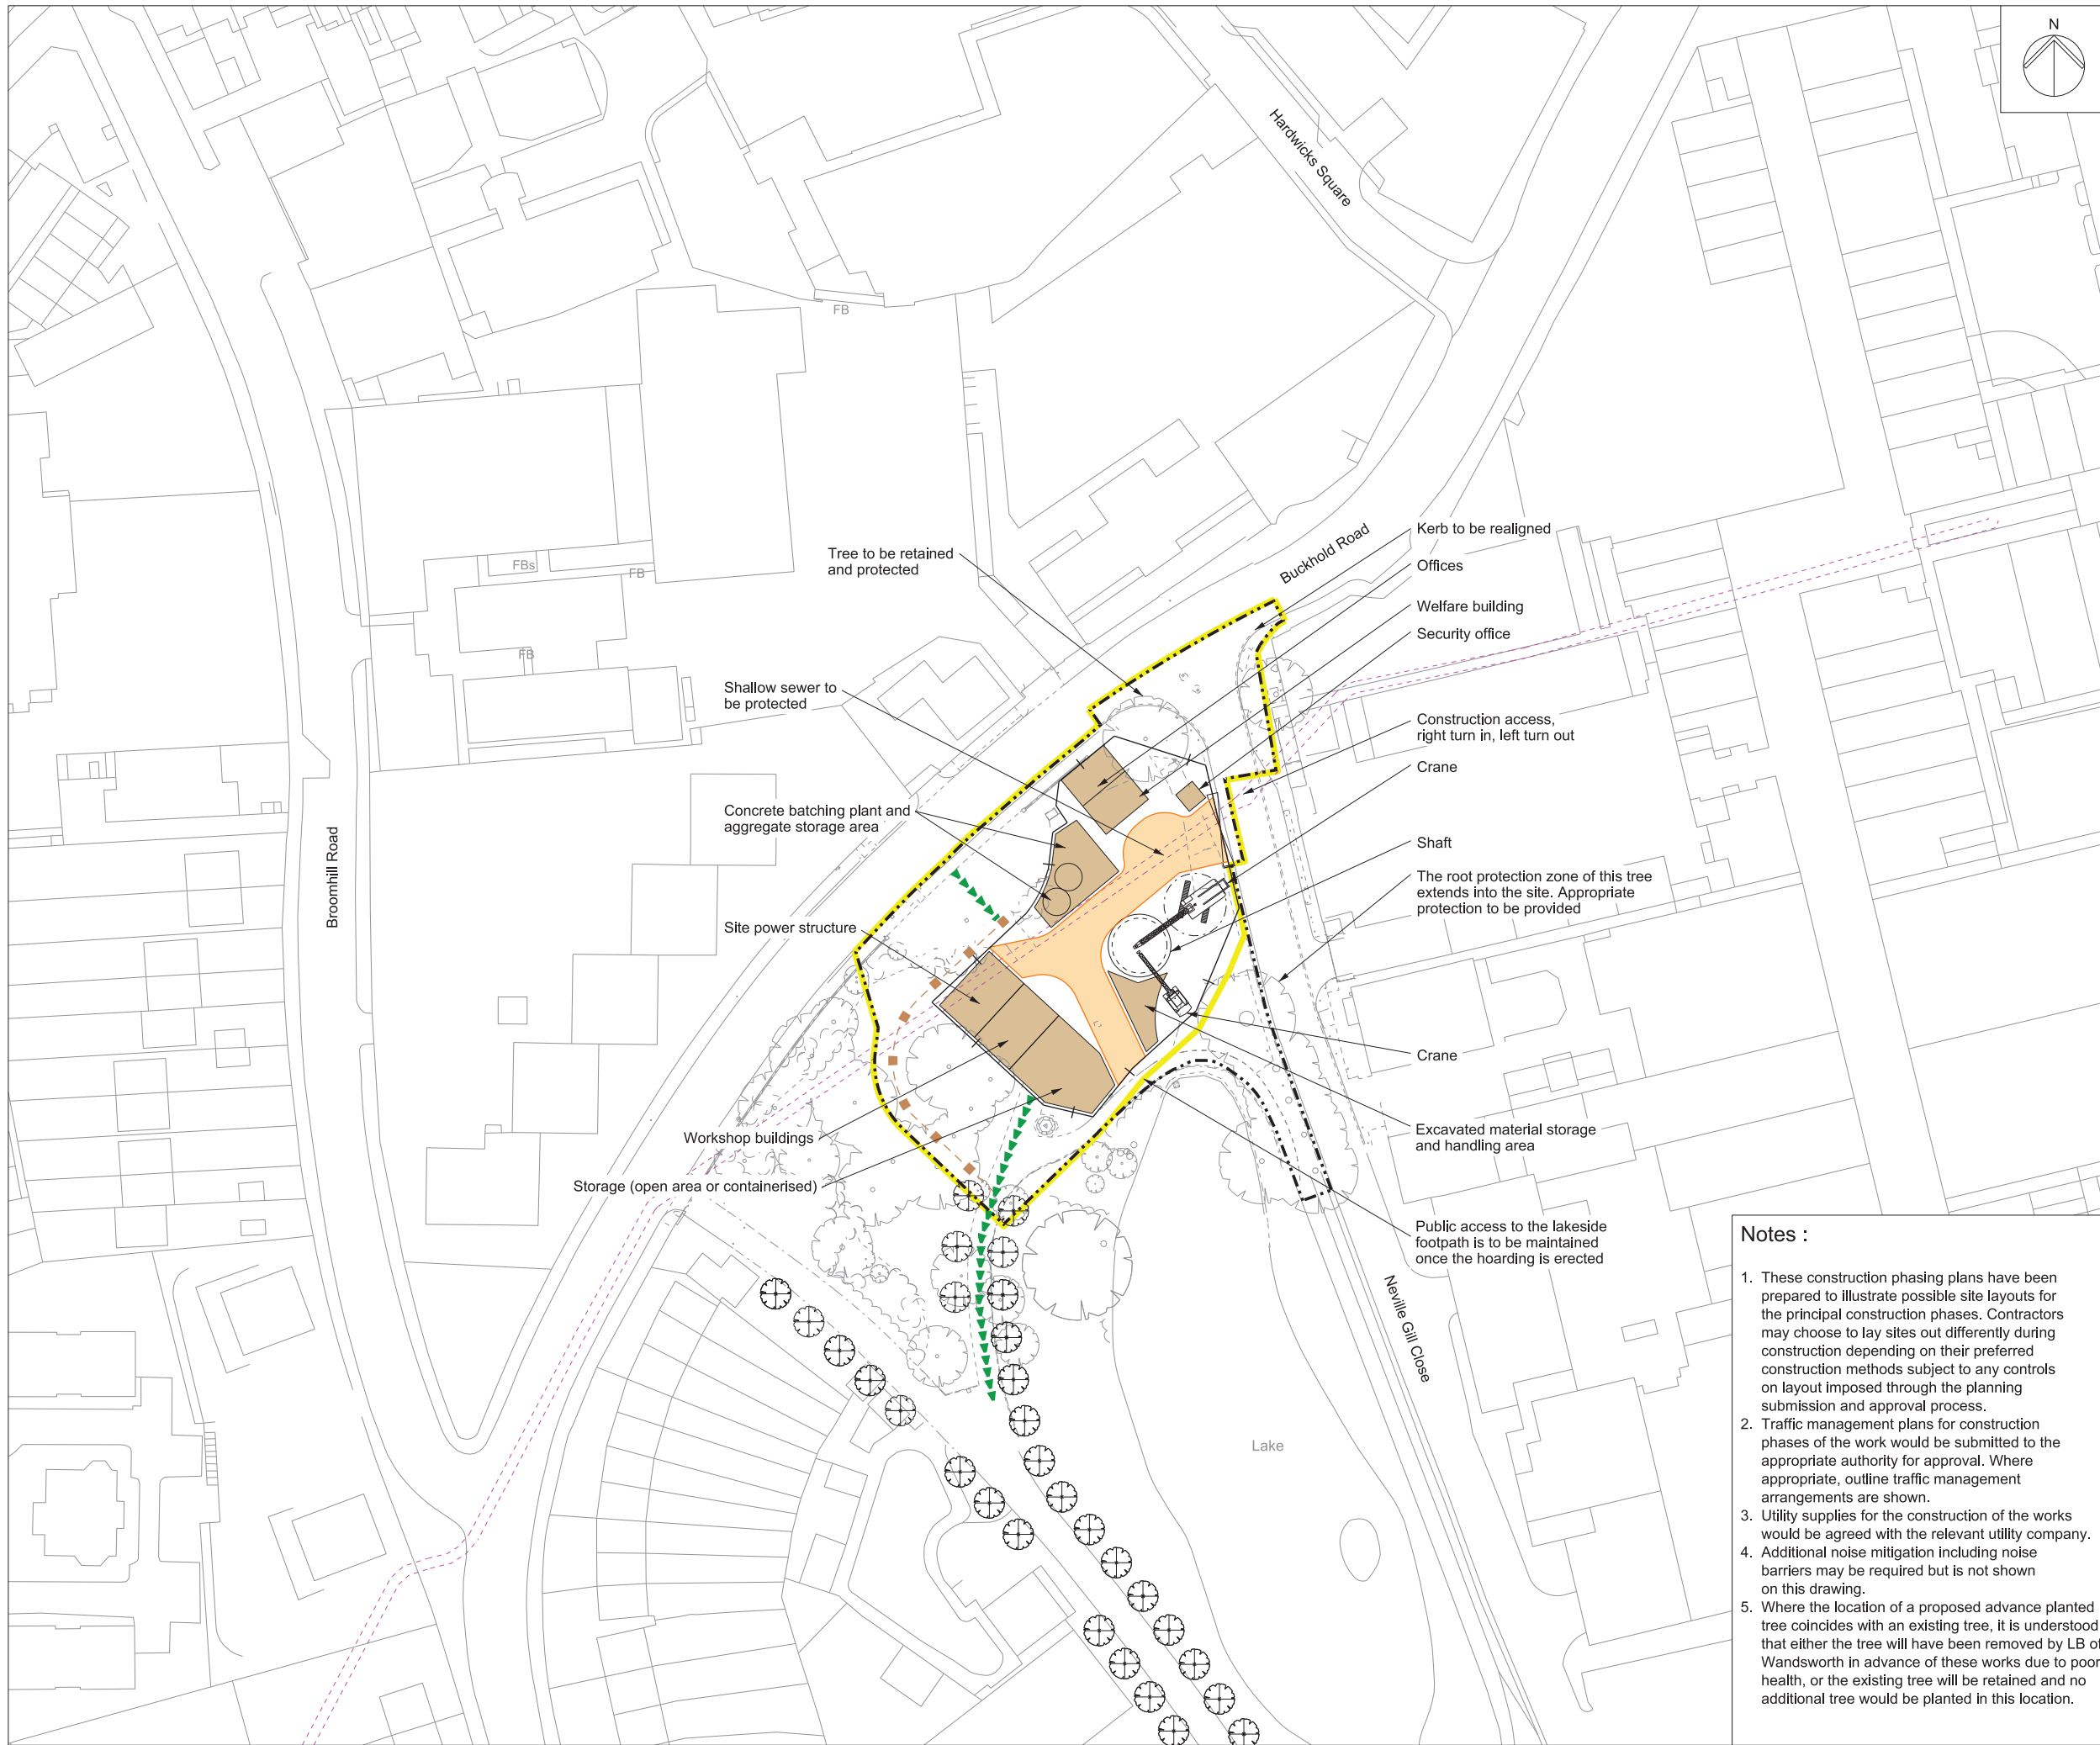 N
Hardwicks Square
FB
Buckhold Road
Kerb to be realigned
Tree to be retained
and protected
FBs
FB
Offices
Welfare building
Security office
FB
Shallow sewer to
be protected
Construction access,
right turn in, left turn out
Crane
Concrete batching plant and
aggregate storage area
Broomhill Road
Shaft
The root protection zone of this tree
extends into the site. Appropriate
protection to be provided
Site power structure
Crane
Workshop buildings
Excavated material storage
and handling area
Storage (open area or containerised)
Public access to the lakeside
footpath is to be maintained
once the hoarding is erected
Neville Gill Close
Lake
Notes :
1. These construction phasing plans have been
prepared to illustrate possible site layouts for
the principal construction phases. Contractors
may choose to lay sites out differently during
construction depending on their preferred
construction methods subject to any controls
on layout imposed through the planning
submission and approval process.
2. Traffic management plans for construction
phases of the work would be submitted to the
appropriate authority for approval. Where
appropriate, outline traffic management
arrangements are shown.
3. Utility supplies for the construction of the works
would be agreed with the relevant utility company.
4. Additional noise mitigation including noise
barriers may be required but is not shown
on this drawing.
5. Where the location of a proposed advance planted
tree coincides with an existing tree, it is understood
that either the tree will have been removed by LB of
Wandsworth in advance of these works due to poor
health, or the existing tree will be retained and no
additional tree would be planted in this location.